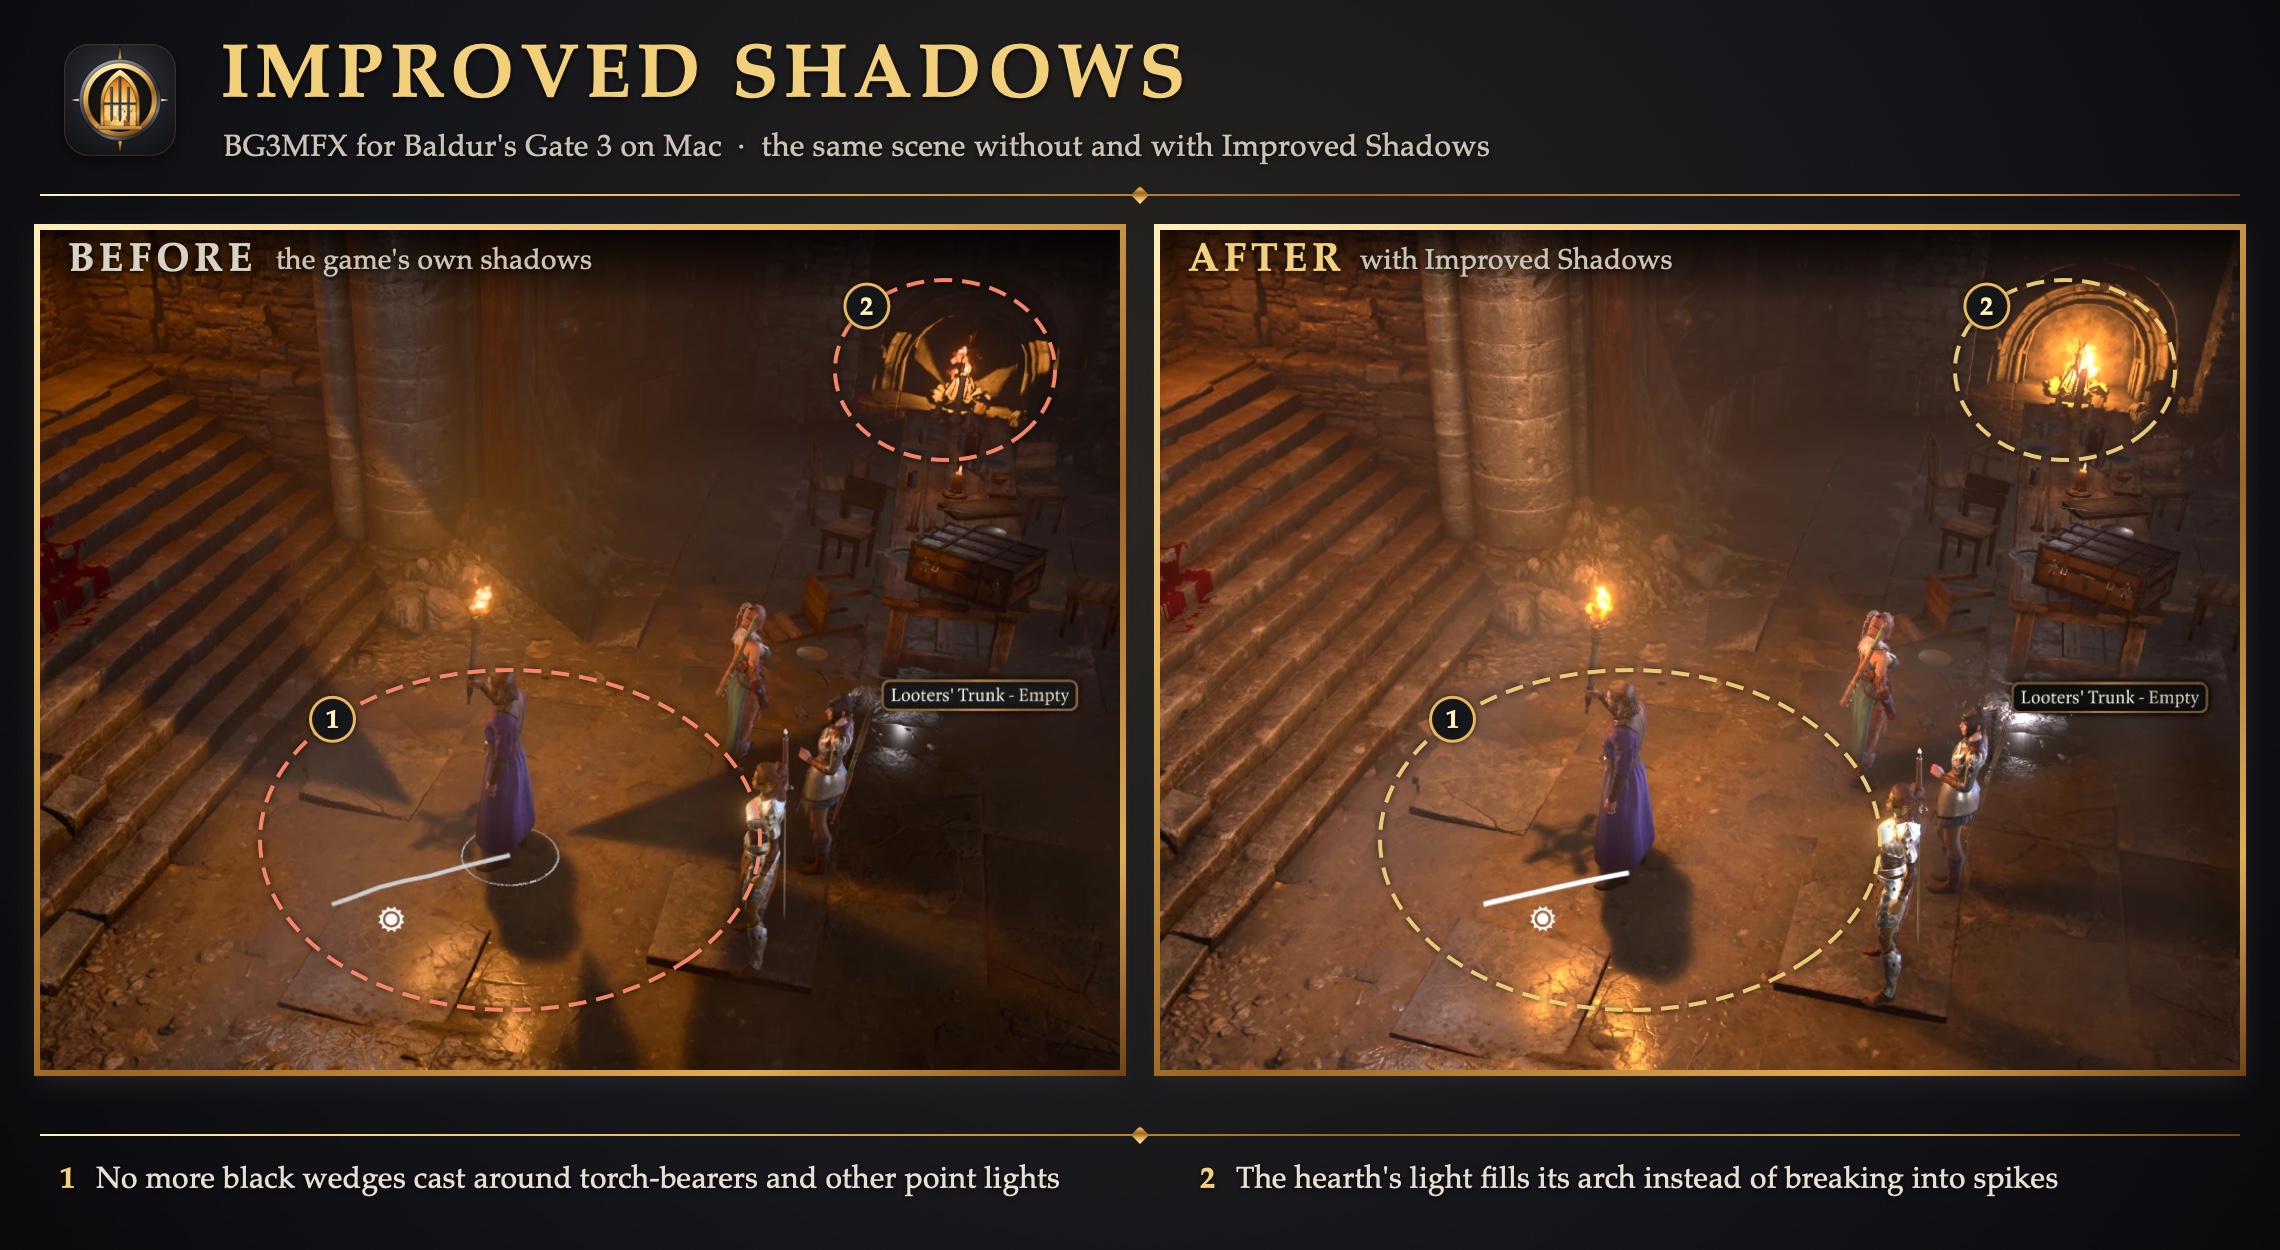 IMPROVED SHADOWS
BG3MFX for Baldur's Gate 3 on Mac · the same scene without and with Improved Shadows
BEFORE the game's own shadows
2
1
Looters' Trunk - Empty
AFTER with Improved Shadows
2
1
Looters' Trunk - Empty
1 No more black wedges cast around torch-bearers and other point lights
2 The hearth's light fills its arch instead of breaking into spikes